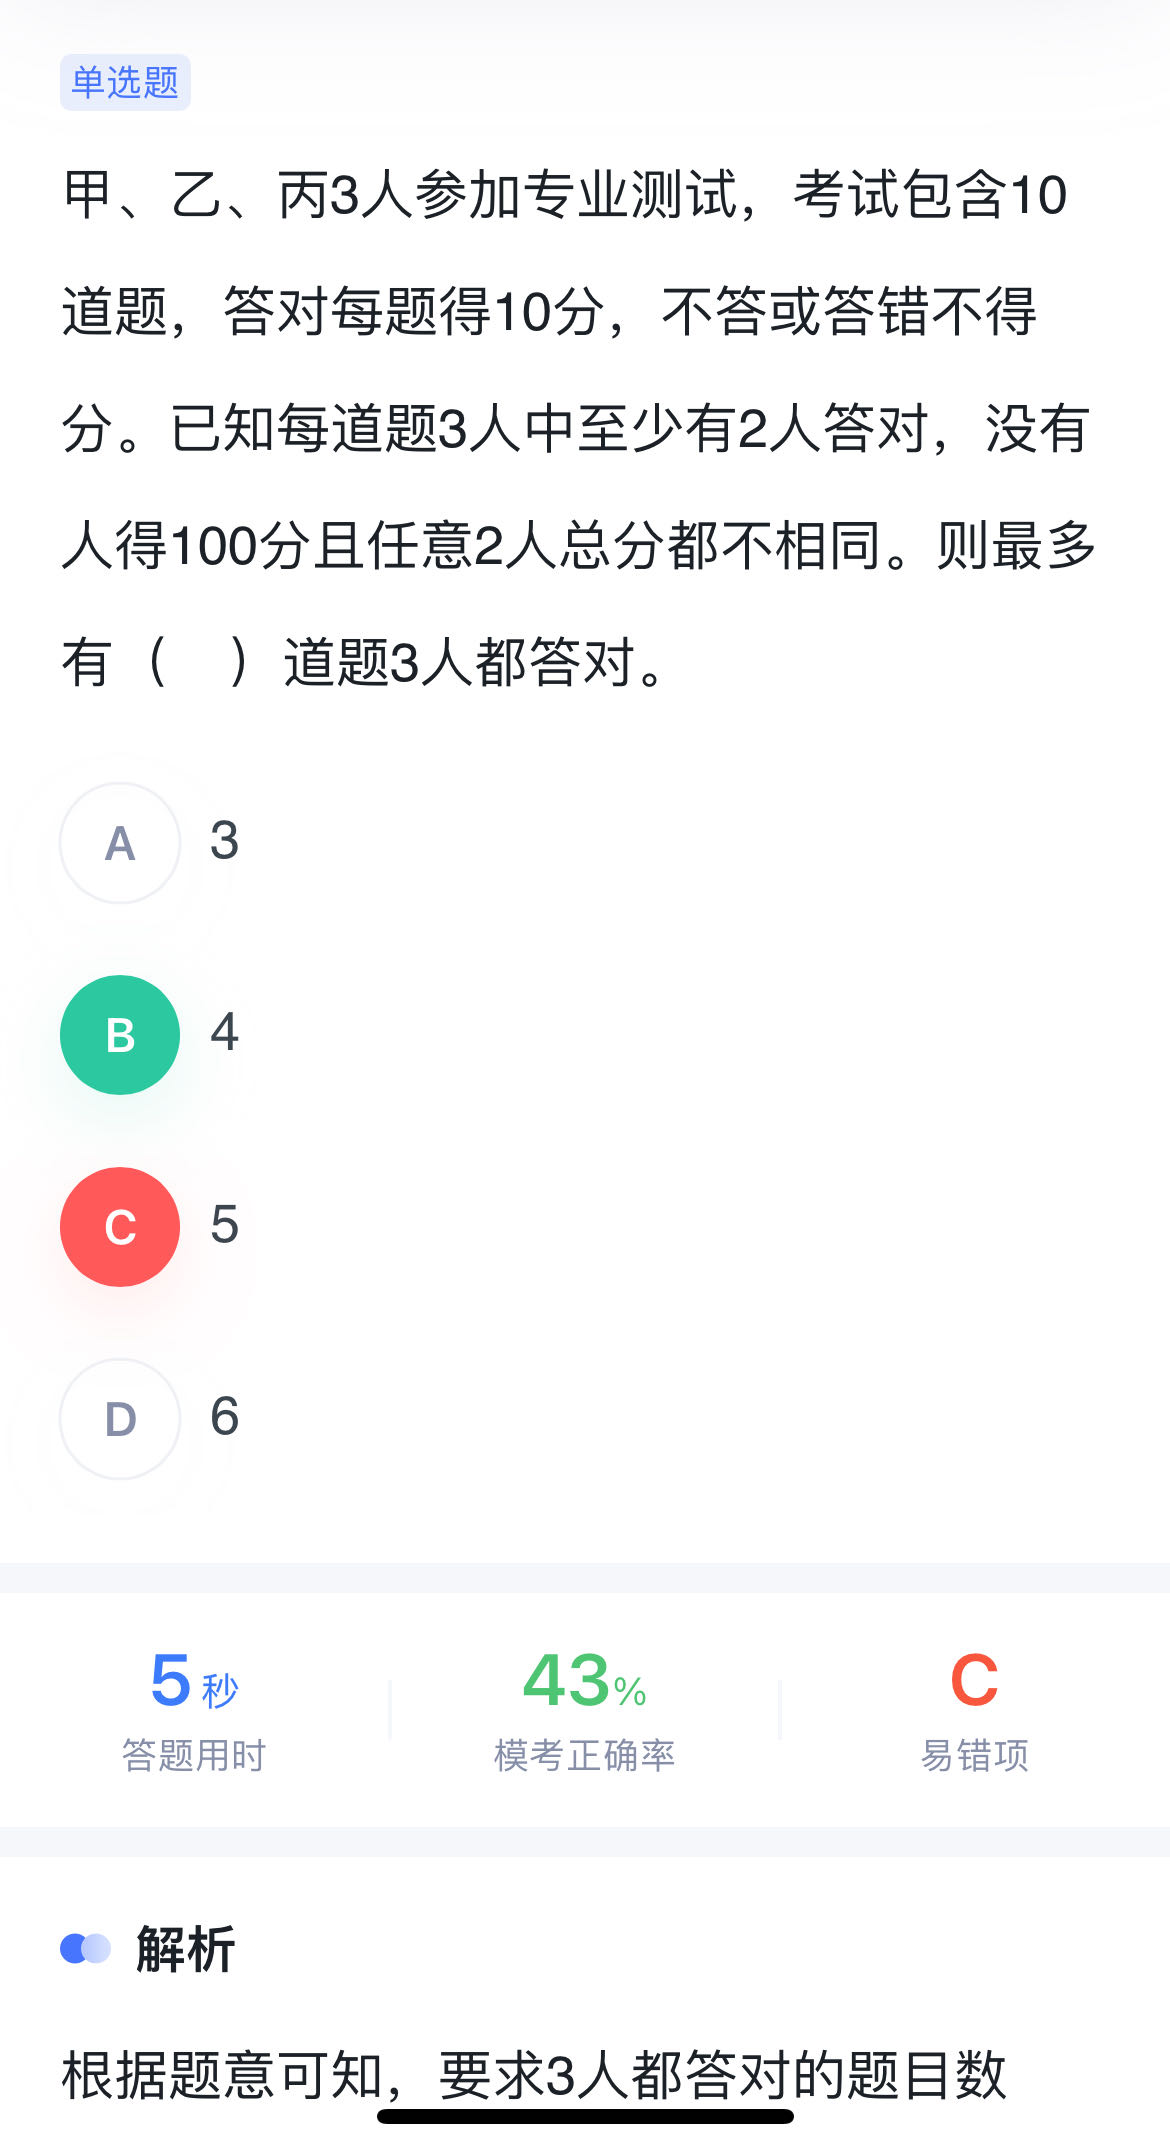 单选题
甲、乙、丙3人参加专业测试，考试包含10
道题，答对每题得10分，不答或答错不得
分。已知每道题3人中至少有2人答对，没有
人得100分且任意2人总分都不相同。则最多
有（　）道题3人都答对。
A 3
B 4
C 5
D 6
5秒 43% C
答题用时 模考正确率 易错项
解析
根据题意可知，要求3人都答对的题目数